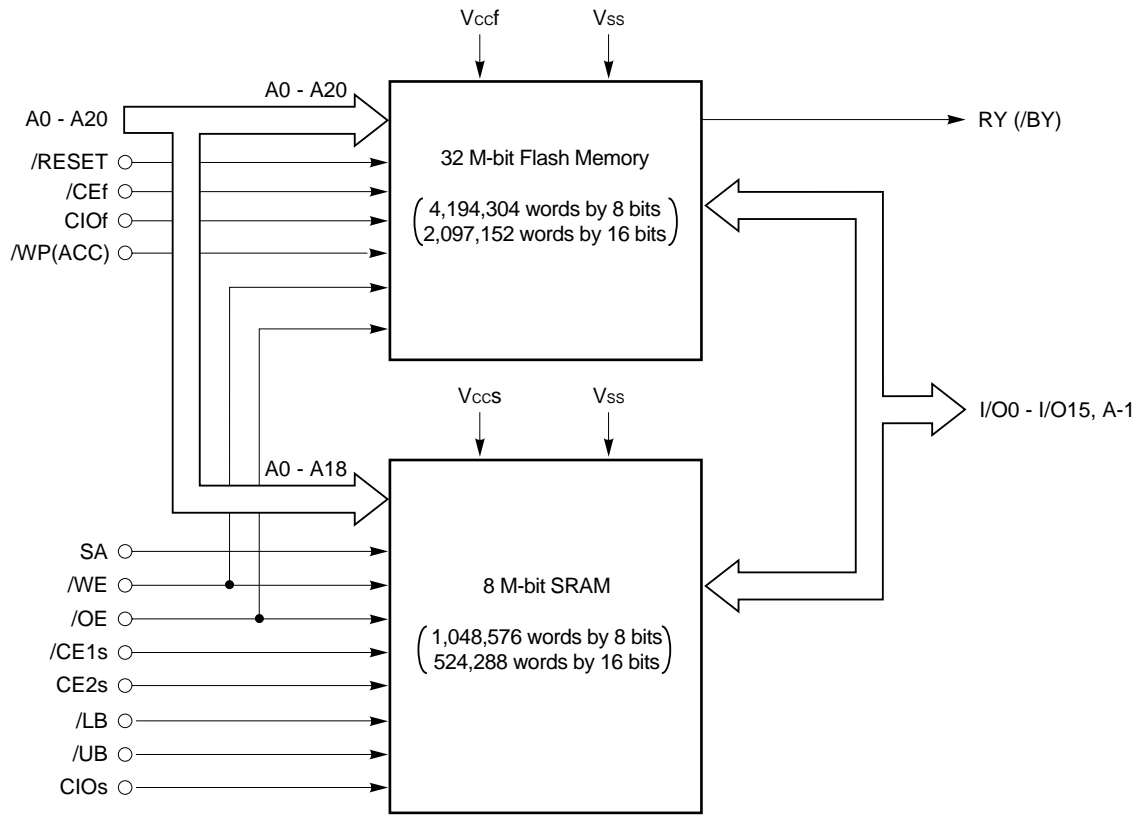 VCCf
VSS
A0 - A20
A0 - A20
RY (/BY)
/RESET
/CEf
CIOf
/WP(ACC)
32 M-bit Flash Memory
4,194,304 words by 8 bits
2,097,152 words by 16 bits
VCCS
VSS
I/O0 - I/O15, A-1
A0 - A18
SA
/WE
/OE
/CE1s
CE2s
/LB
/UB
CIOs
8 M-bit SRAM
1,048,576 words by 8 bits
524,288 words by 16 bits